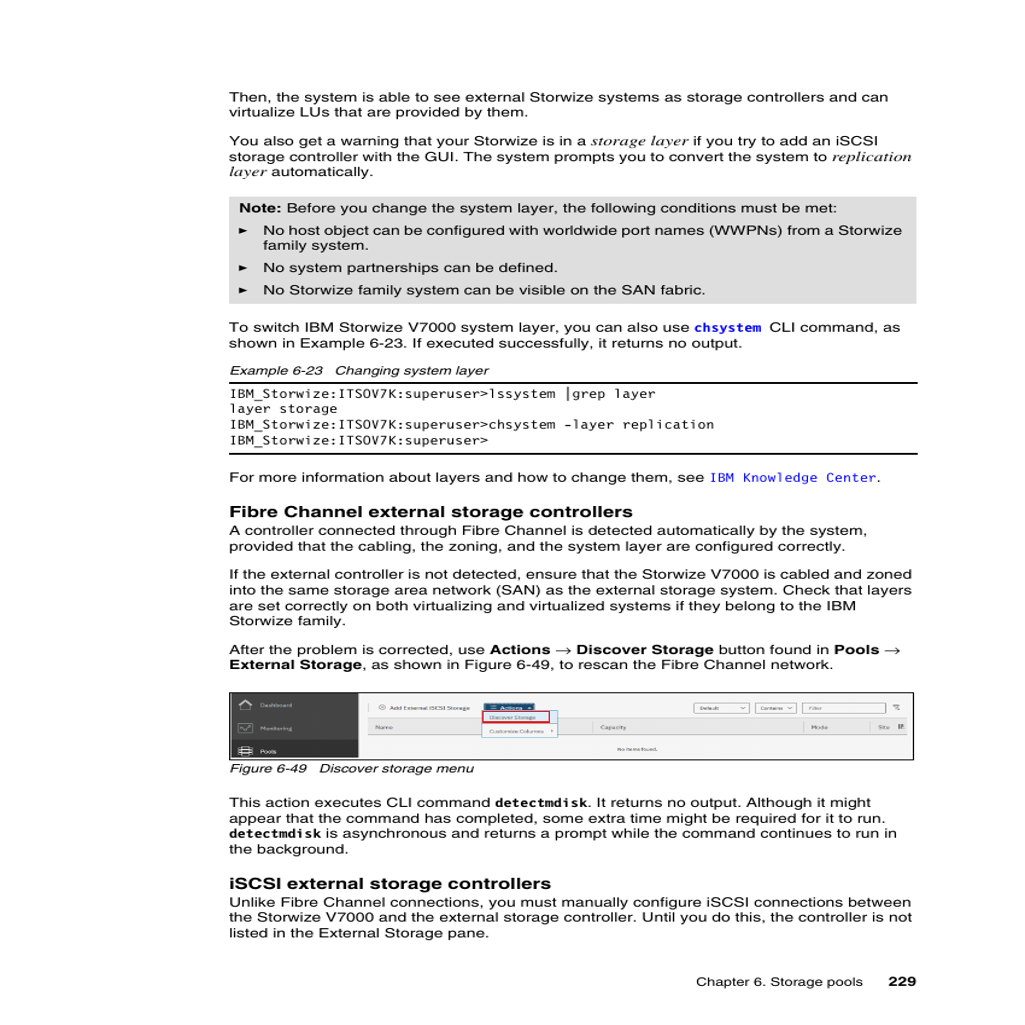 Then, the system is able to see external Storwize systems as storage controllers and can
virtualize LUs that are provided by them.
You also get a warning that your Storwize is in a storage layer if you try to add an iSCSI
storage controller with the GUI. The system prompts you to convert the system to replication
layer automatically.
Note: Before you change the system layer, the following conditions must be met:
► No host object can be configured with worldwide port names (WWPNs) from a Storwize
family system.
► No system partnerships can be defined.
► No Storwize family system can be visible on the SAN fabric.
To switch IBM Storwize V7000 system layer, you can also use chsystem CLI command, as
shown in Example 6-23. If executed successfully, it returns no output.
Example 6-23 Changing system layer
IBM_Storwize:ITSOV7K:superuser>lssystem |grep layer
layer storage
IBM_Storwize:ITSOV7K:superuser>chsystem -layer replication
IBM_Storwize:ITSOV7K:superuser>
For more information about layers and how to change them, see IBM Knowledge Center.
Fibre Channel external storage controllers
A controller connected through Fibre Channel is detected automatically by the system,
provided that the cabling, the zoning, and the system layer are configured correctly.
If the external controller is not detected, ensure that the Storwize V7000 is cabled and zoned
into the same storage area network (SAN) as the external storage system. Check that layers
are set correctly on both virtualizing and virtualized systems if they belong to the IBM
Storwize family.
After the problem is corrected, use Actions → Discover Storage button found in Pools →
External Storage, as shown in Figure 6-49, to rescan the Fibre Channel network.
Dashboard
Add External iSCSI Storage Actions Default Contains Filter
Discover Storage
Monitoring Name Customize Columns Capacity Mode Site
Pools No items found.
Figure 6-49 Discover storage menu
This action executes CLI command detectmdisk. It returns no output. Although it might
appear that the command has completed, some extra time might be required for it to run.
detectmdisk is asynchronous and returns a prompt while the command continues to run in
the background.
iSCSI external storage controllers
Unlike Fibre Channel connections, you must manually configure iSCSI connections between
the Storwize V7000 and the external storage controller. Until you do this, the controller is not
listed in the External Storage pane.
Chapter 6. Storage pools 229